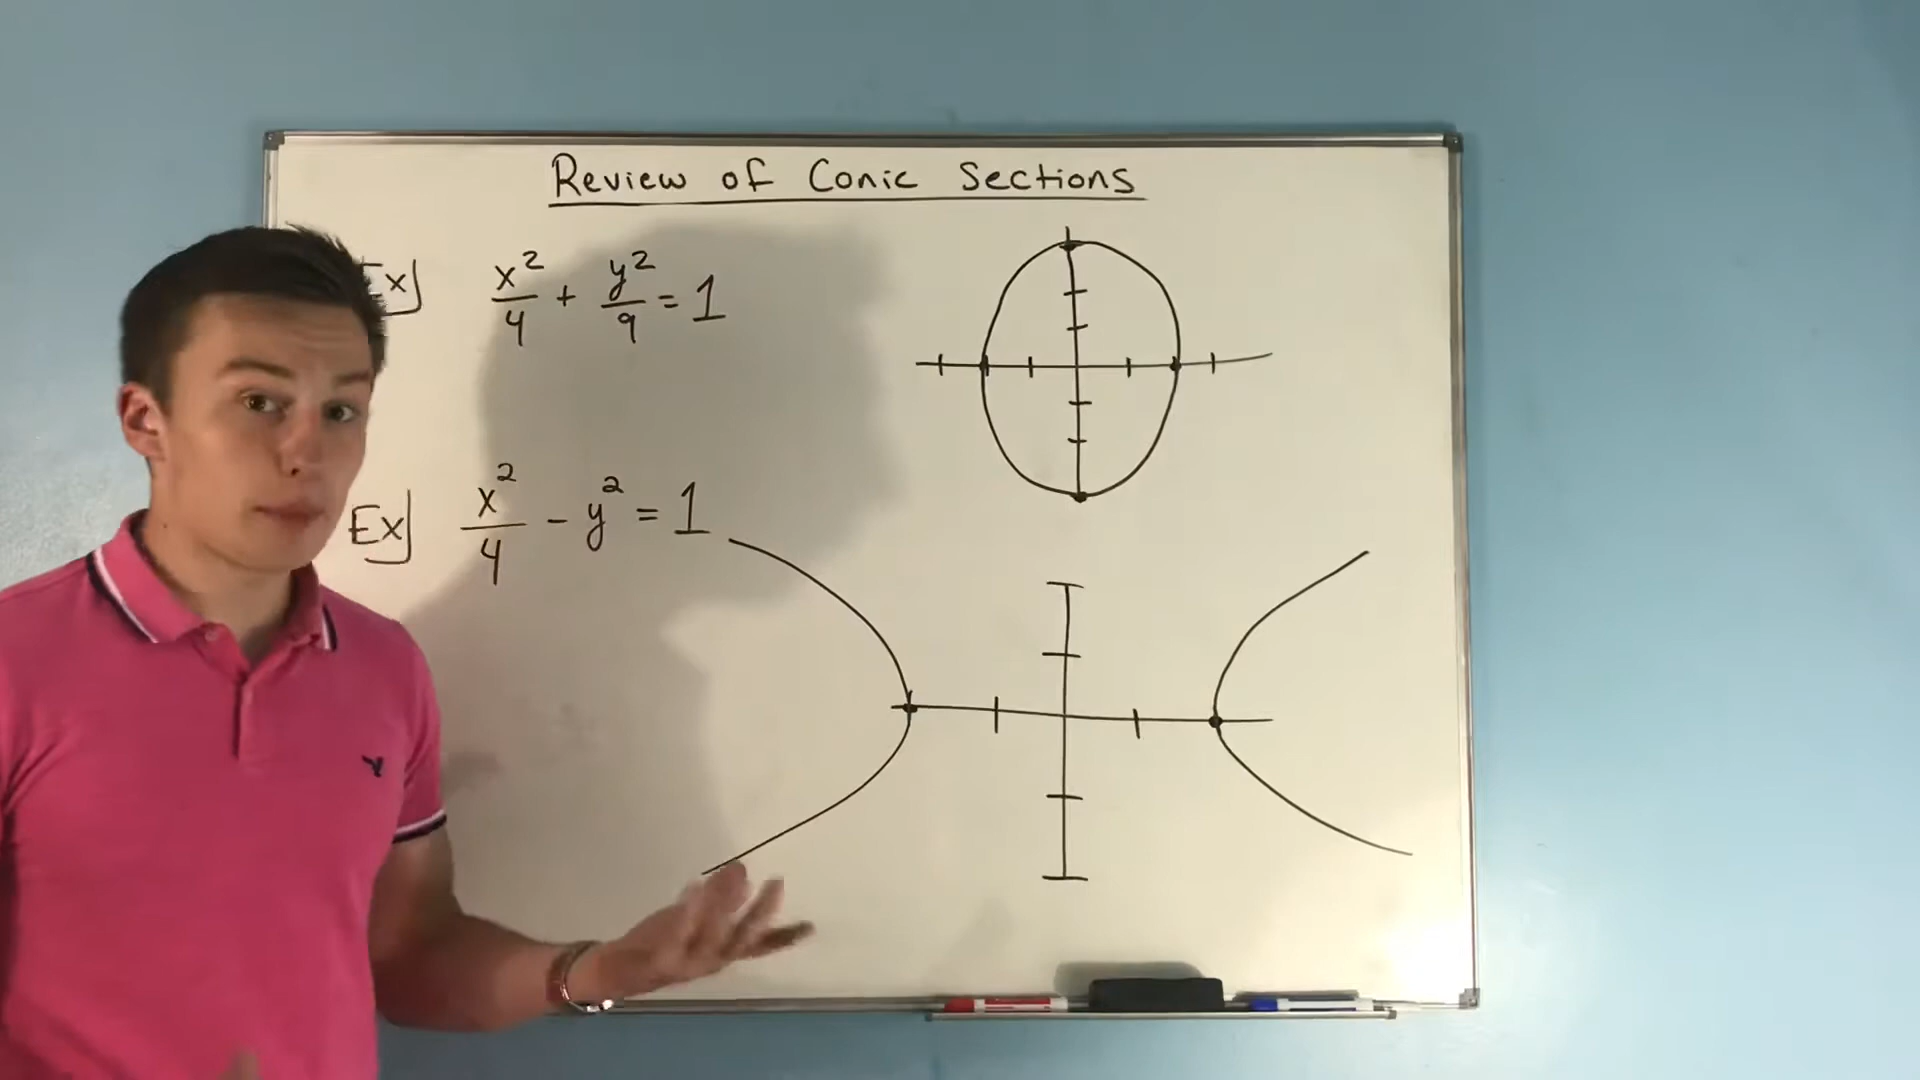 Review of Conic Sections
Ex] x²/4 + y²/9 = 1
Ex] x²/4 - y² = 1